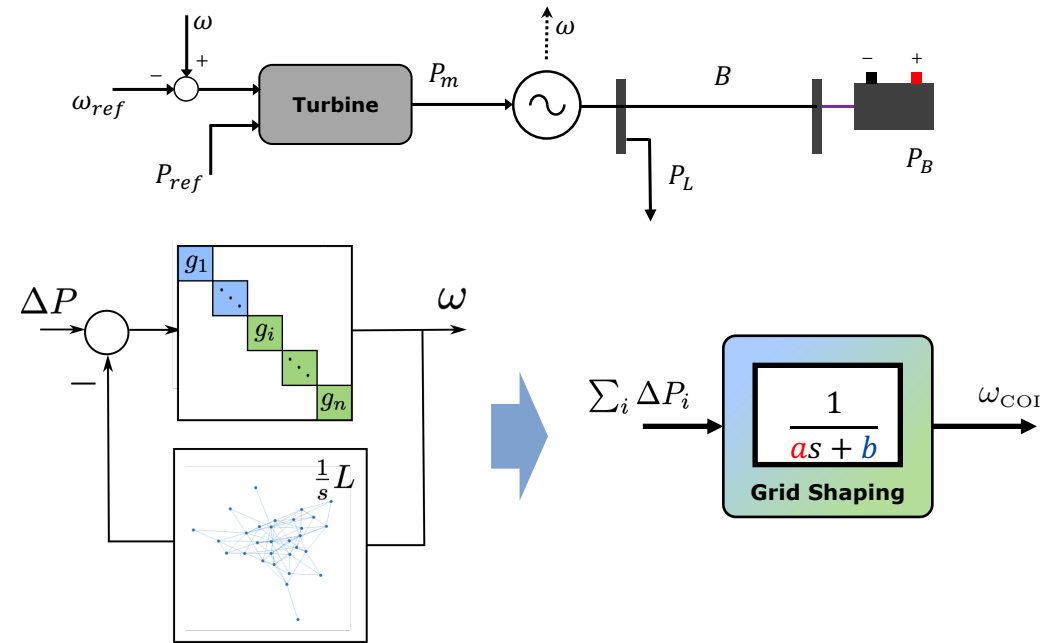 ω
− +
ω_ref
Turbine
P_m
ω
B
− +
P_ref
P_L
P_B
g_1
⋱
ΔP
ω
g_i
−
⋱
g_n
∑_i ΔP_i
1
as + b
ω_COI
Grid Shaping
1/s L